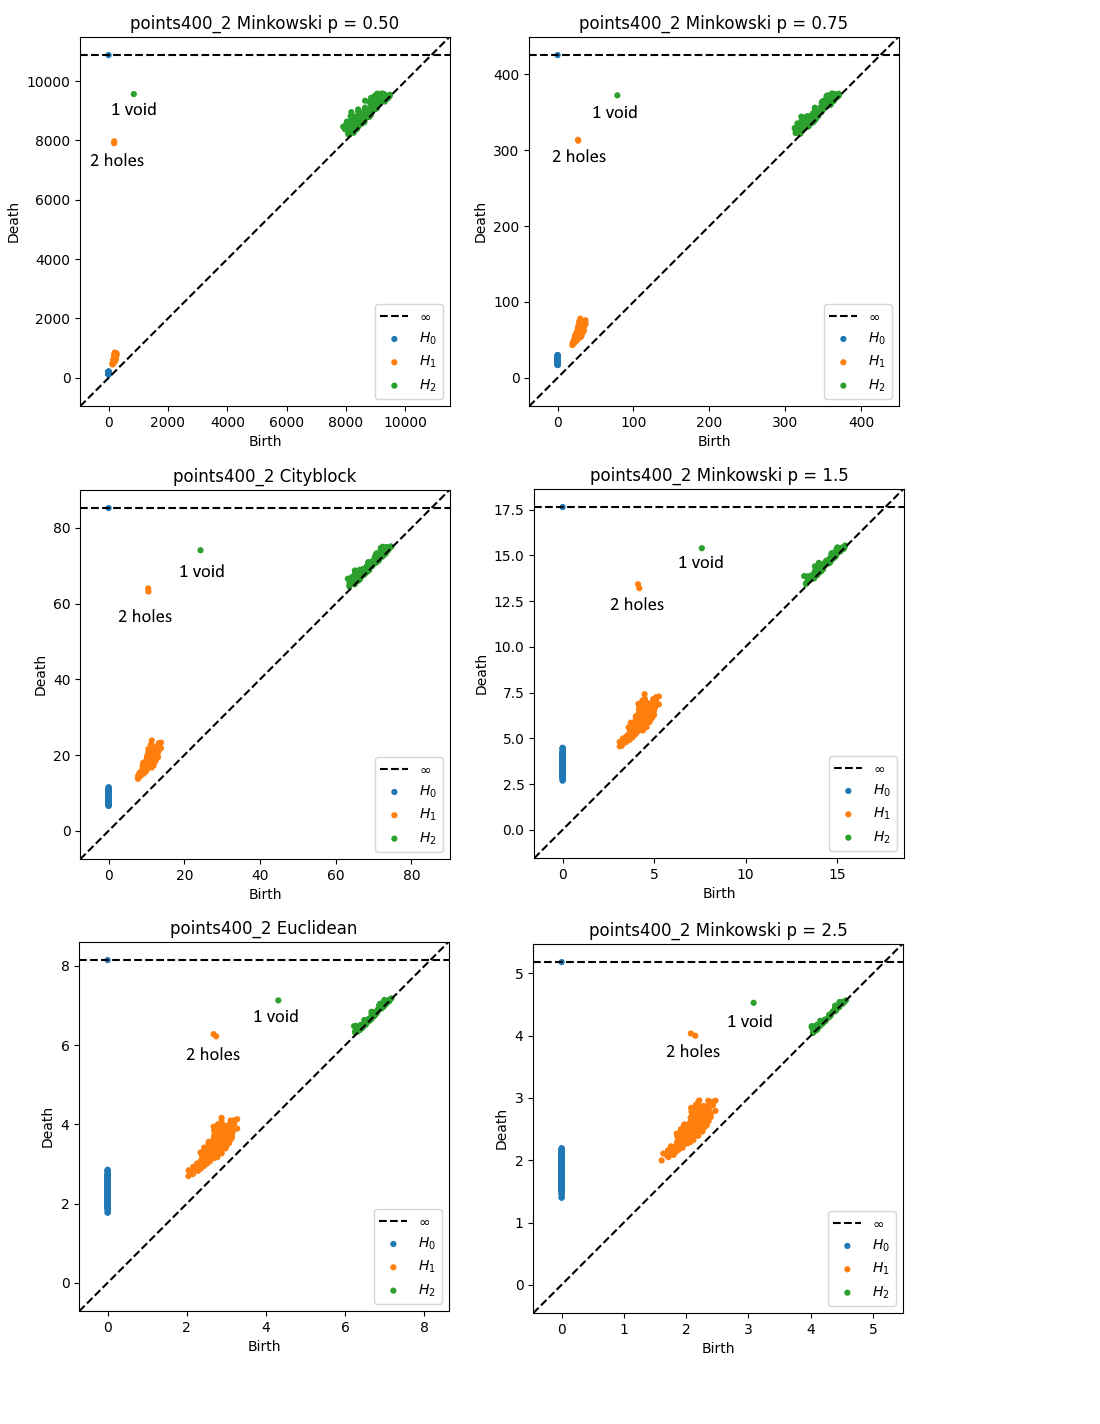 points400_2 Minkowski p = 0.50
10000
8000
6000
4000
2000
0
Death
1 void
2 holes
∞
H0
H1
H2
0 2000 4000 6000 8000 10000
Birth
points400_2 Minkowski p = 0.75
400
300
200
100
0
Death
1 void
2 holes
∞
H0
H1
H2
0 100 200 300 400
Birth
points400_2 Cityblock
80
60
40
20
0
Death
1 void
2 holes
∞
H0
H1
H2
0 20 40 60 80
Birth
points400_2 Minkowski p = 1.5
17.5
15.0
12.5
10.0
7.5
5.0
2.5
0.0
Death
1 void
2 holes
∞
H0
H1
H2
0 5 10 15
Birth
points400_2 Euclidean
8
6
4
2
0
Death
1 void
2 holes
∞
H0
H1
H2
0 2 4 6 8
Birth
points400_2 Minkowski p = 2.5
5
4
3
2
1
0
Death
1 void
2 holes
∞
H0
H1
H2
0 1 2 3 4 5
Birth